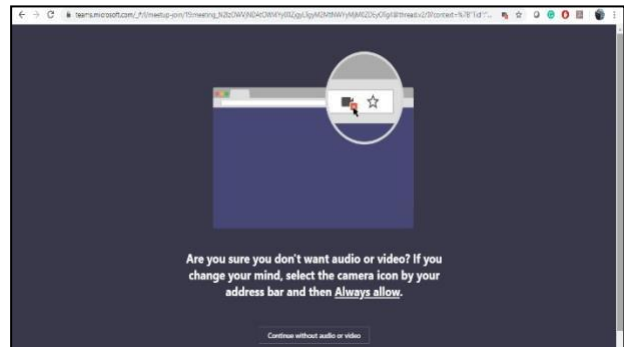 Are you sure you don't want audio or video? If you
change your mind, select the camera icon by your
address bar and then Always allow.
Continue without audio or video